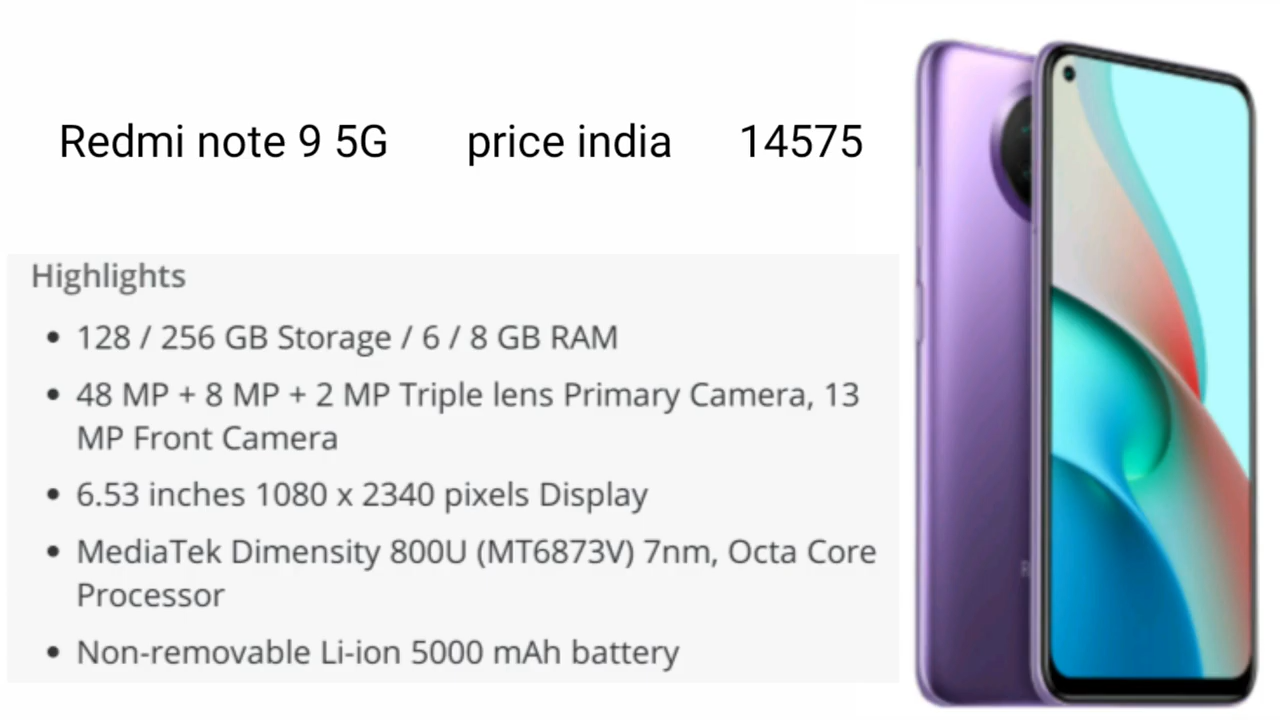 Redmi note 9 5G price india 14575
Highlights
• 128 / 256 GB Storage / 6 / 8 GB RAM
• 48 MP + 8 MP + 2 MP Triple lens Primary Camera, 13
MP Front Camera
• 6.53 inches 1080 x 2340 pixels Display
• MediaTek Dimensity 800U (MT6873V) 7nm, Octa Core
Processor
• Non-removable Li-ion 5000 mAh battery